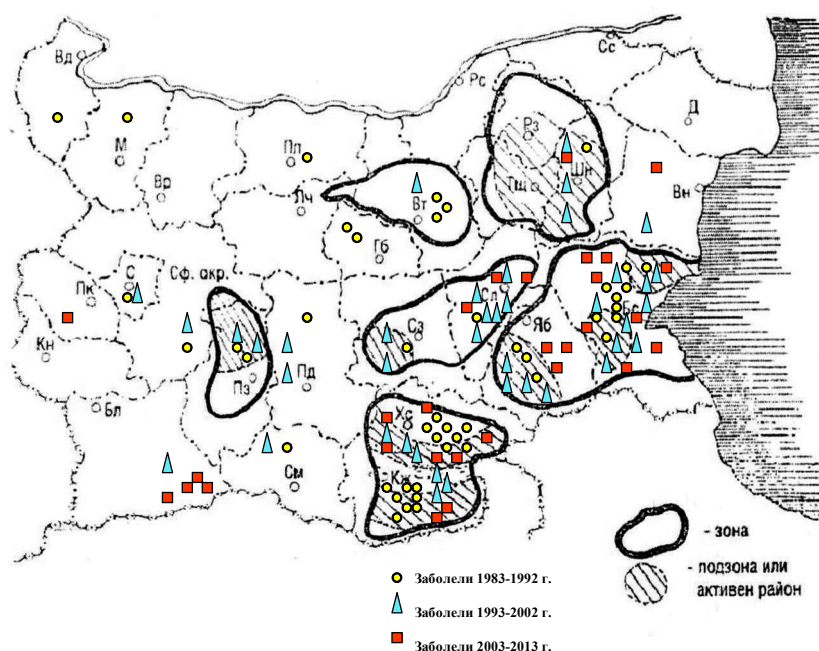 Вд
Сс
Рс
Д
М
Пл
Рз
Вр
Тщ
Шн
Вн
Лч
Вт
Гб
С
Сф. окр.
Пк
Сл
Бс
Сз
Яб
Кн
Пз
Пд
Бл
Хс
См
Кж
- зона
- подзона или
активен район
Заболели 1983-1992 г.
Заболели 1993-2002 г.
Заболели 2003-2013 г.